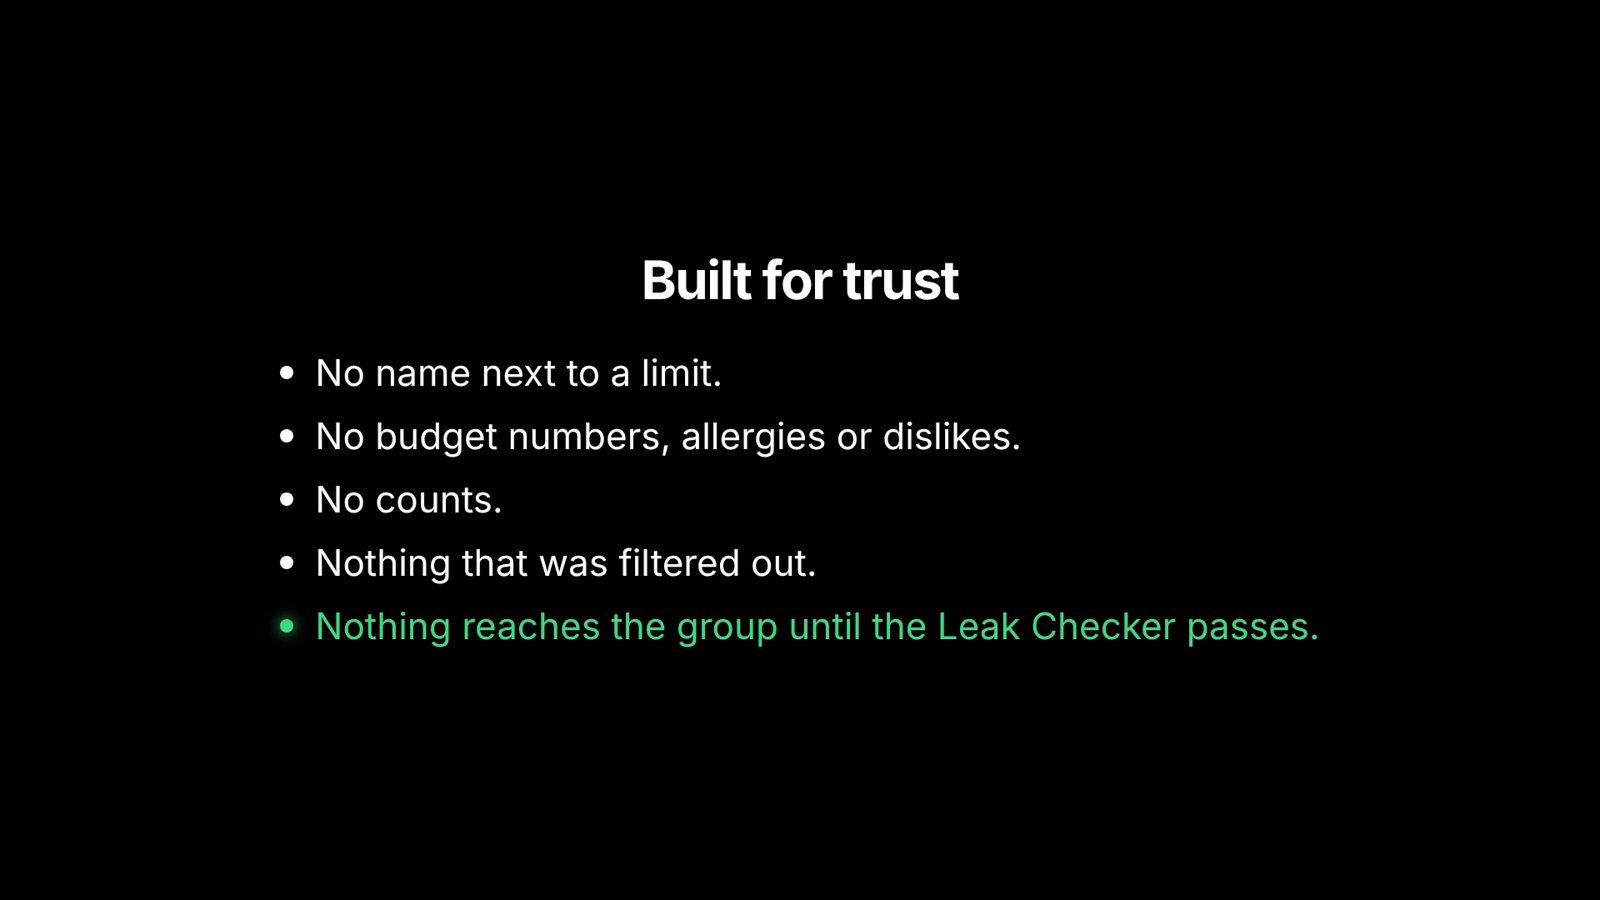 Built for trust
• No name next to a limit.
• No budget numbers, allergies or dislikes.
• No counts.
• Nothing that was filtered out.
• Nothing reaches the group until the Leak Checker passes.